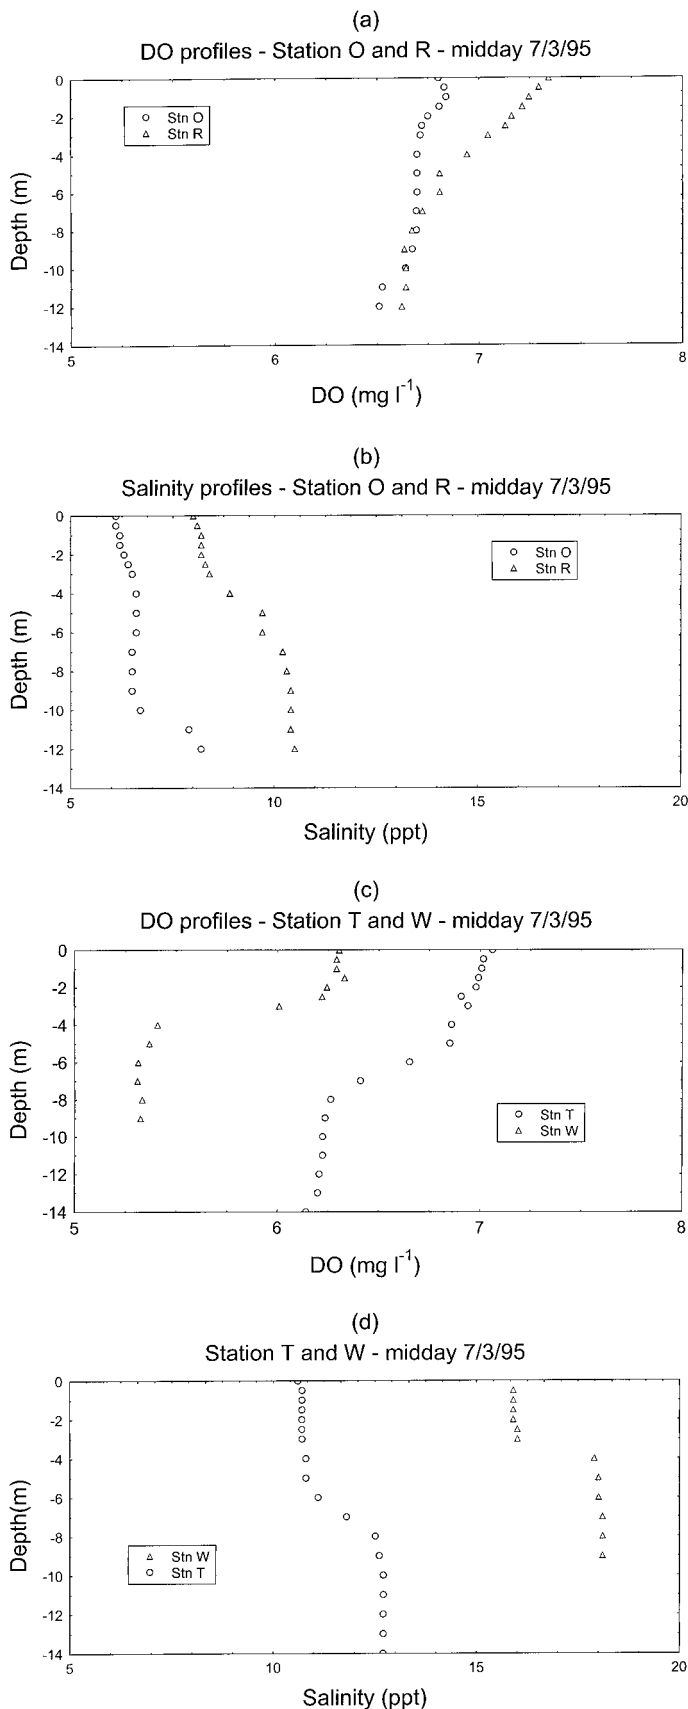 (a)
DO profiles - Station O and R - midday 7/3/95
0
-2
-4
-6
-8
-10
-12
-14
Depth (m)
Stn O
Stn R
5
6
7
8
DO (mg l⁻¹)
(b)
Salinity profiles - Station O and R - midday 7/3/95
0
-2
-4
-6
-8
-10
-12
-14
Depth (m)
Stn O
Stn R
5
10
15
20
Salinity (ppt)
(c)
DO profiles - Station T and W - midday 7/3/95
0
-2
-4
-6
-8
-10
-12
-14
Depth (m)
Stn T
Stn W
5
6
7
8
DO (mg l⁻¹)
(d)
Station T and W - midday 7/3/95
0
-2
-4
-6
-8
-10
-12
-14
Depth(m)
Stn W
Stn T
5
10
15
20
Salinity (ppt)